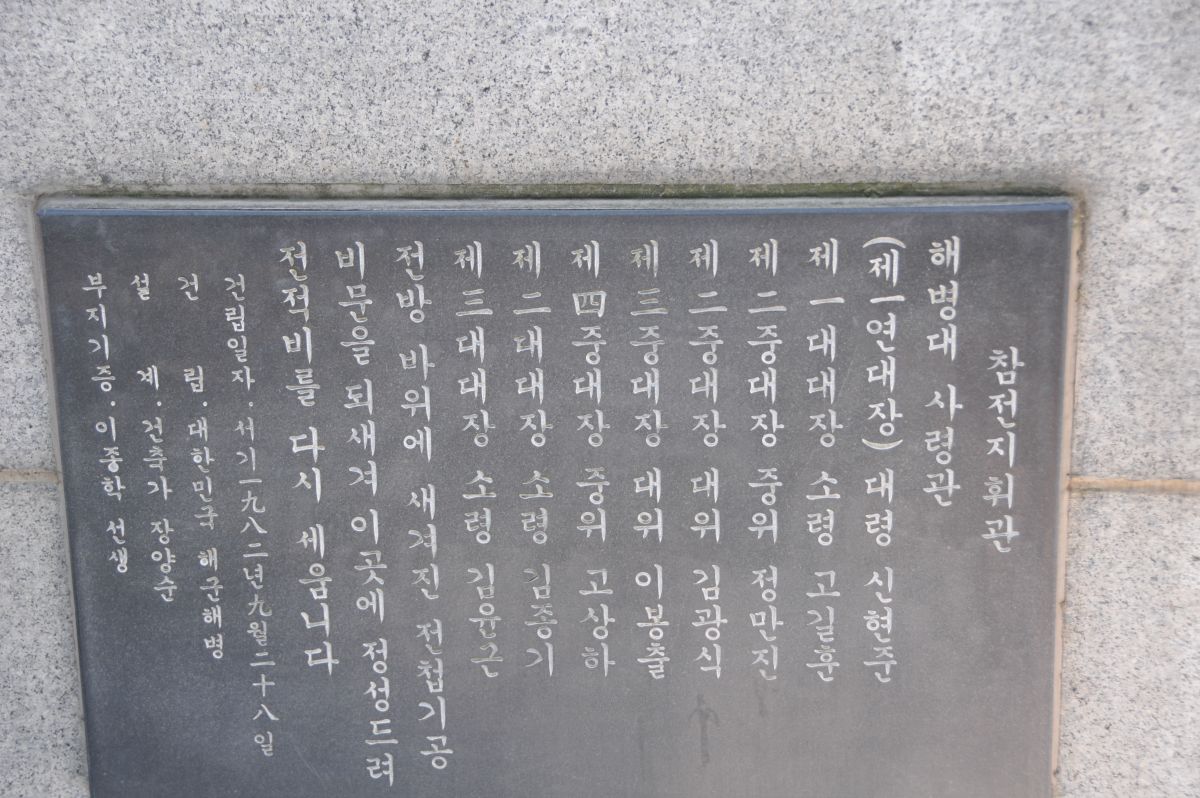 참전지휘관
해병대 사령관
(제一연대장) 대령 신현준
제一대대장 소령 고길훈
제二중대장 중위 정만진
제二중대장 대위 김광식
제三중대장 대위 이봉출
제四중대장 중위 고상하
제二대대장 소령 김종기
제三대대장 소령 김윤근
전방 바위에 새겨진 전첩기공
비문을 되새겨 이곳에 정성드려
전적비를 다시 세웁니다
건립일자·서기一九八二년九월二十八일
건 립·대한민국 해군해병
설 계·건축가 장양순
부지기증·이종학 선생